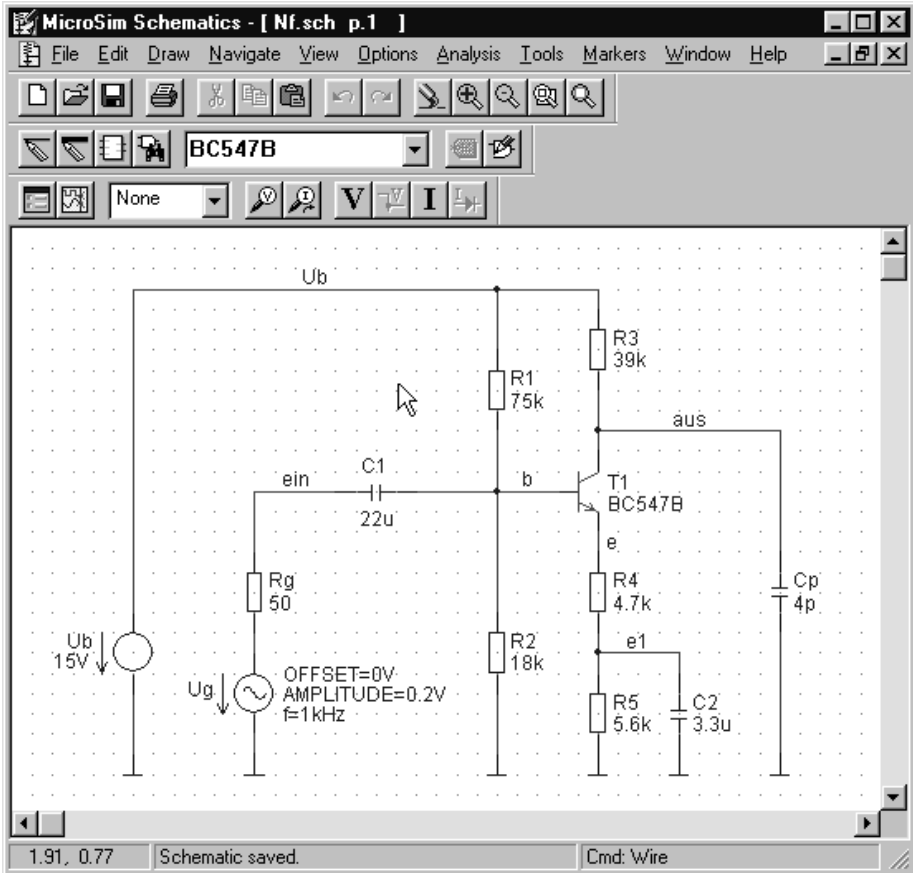 MicroSim Schematics - [ Nf.sch p.1 ]
File Edit Draw Navigate View Options Analysis Tools Markers Window Help
BC547B
None
V V I I
Ub
R3
39k
R1
75k
aus
C1
ein
b
T1
BC547B
22u
e
Rg
50
R4
4.7k
Cp
4p
Ub
15V
R2
18k
e1
Ug
OFFSET=0V
AMPLITUDE=0.2V
f=1kHz
R5
5.6k
C2
3.3u
1.91, 0.77 Schematic saved. Cmd: Wire